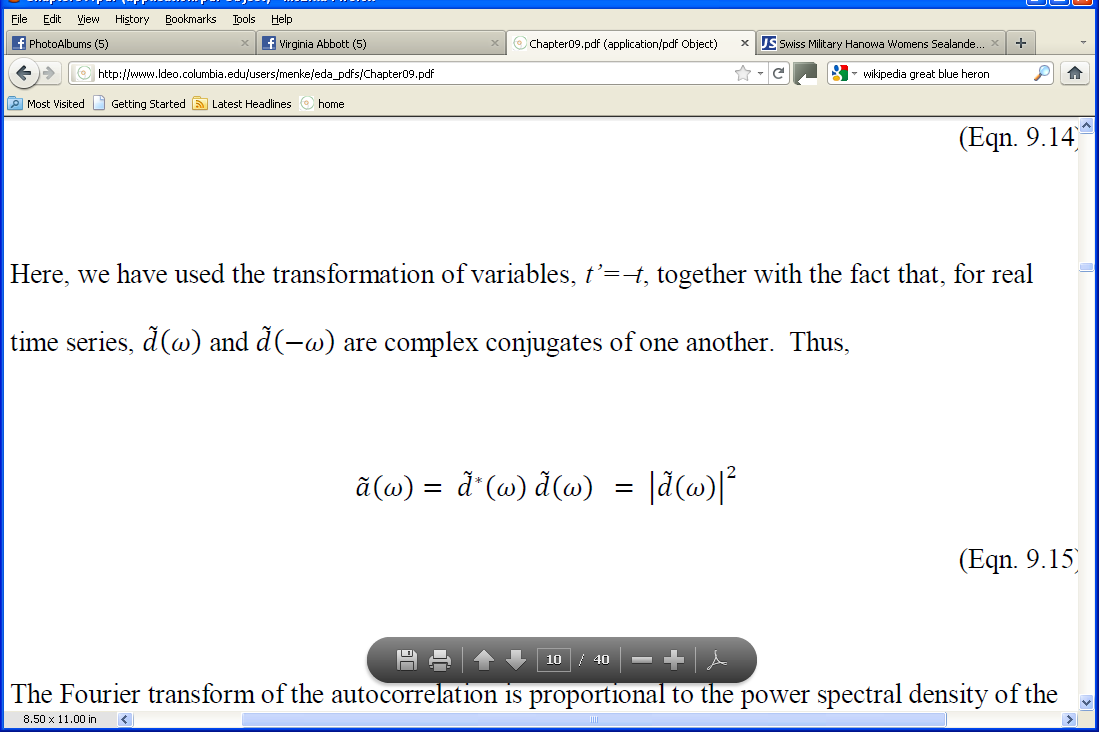 File Edit View History Bookmarks Tools Help
PhotoAlbums (5) Virginia Abbott (5) Chapter09.pdf (application/pdf Object) JS Swiss Military Hanowa Womens Sealande...
http://www.ldeo.columbia.edu/users/menke/eda_pdfs/Chapter09.pdf wikipedia great blue heron
Most Visited Getting Started Latest Headlines home
(Eqn. 9.14)
Here, we have used the transformation of variables, t’=–t, together with the fact that, for real
time series, d̃(ω) and d̃(−ω) are complex conjugates of one another. Thus,
ã(ω) = d̃*(ω) d̃(ω) = |d̃(ω)|²
(Eqn. 9.15)
10 / 40
The Fourier transform of the autocorrelation is proportional to the power spectral density of the
8.50 x 11.00 in